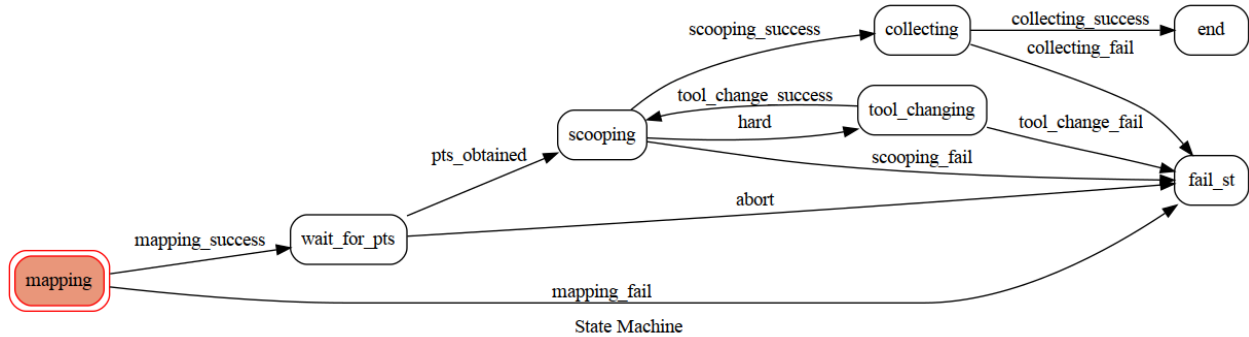 collecting_success
collecting
end
scooping_success
collecting_fail
tool_change_success
tool_changing
scooping
hard
tool_change_fail
pts_obtained
scooping_fail
fail_st
abort
mapping_success
wait_for_pts
mapping
mapping_fail
State Machine